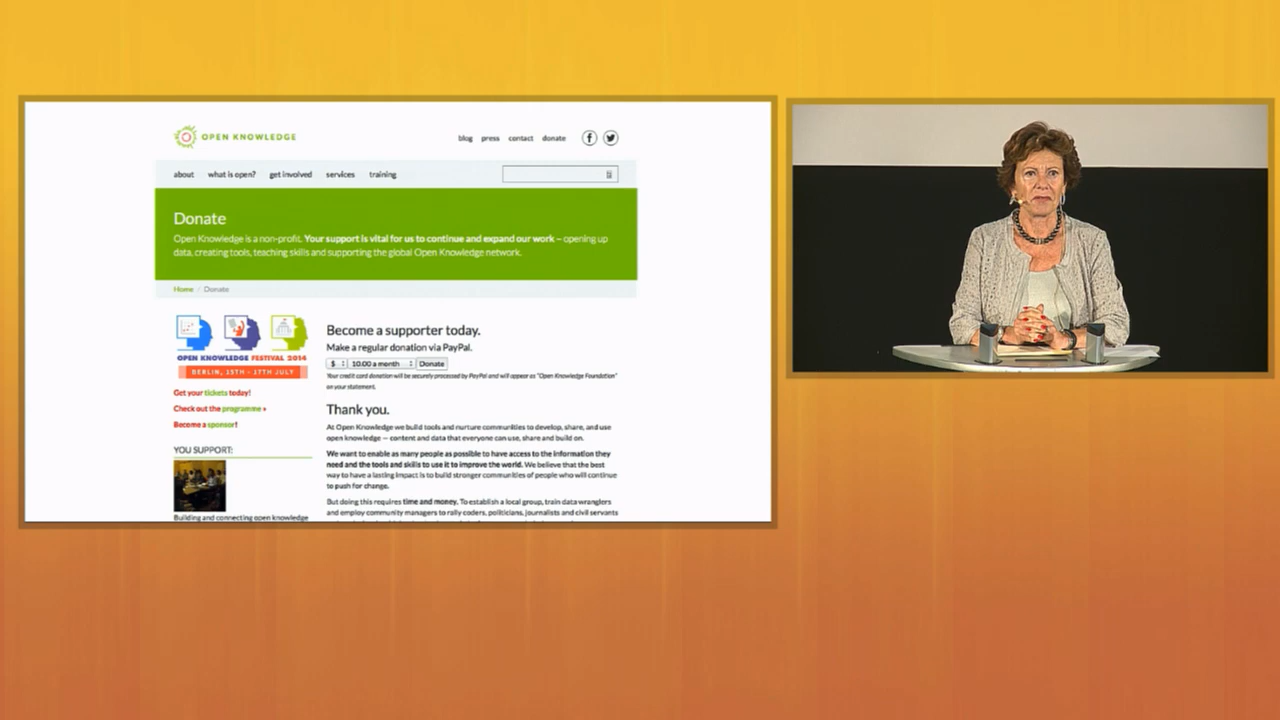 OPEN KNOWLEDGE
blog press contact donate
about what is open? get involved services training
Donate
Open Knowledge is a non-profit. Your support is vital for us to continue and expand our work – opening up
data, creating tools, teaching skills and supporting the global Open Knowledge network.
Home / Donate
OPEN KNOWLEDGE FESTIVAL 2014
BERLIN, 15TH - 17TH JULY
Get your tickets today!
Check out the programme
Become a sponsor!
YOU SUPPORT:
Building and connecting open knowledge
Become a supporter today.
Make a regular donation via PayPal.
$ 10.00 a month Donate
Your credit card donation will be securely processed by PayPal and will appear as "Open Knowledge Foundation"
on your statement.
Thank you.
At Open Knowledge we build tools and nurture communities to develop, share, and use
open knowledge — content and data that everyone can use, share and build on.
We want to enable as many people as possible to have access to the information they
need and the tools and skills to use it to improve the world. We believe that the best
way to have a lasting impact is to build stronger communities of people who will continue
to push for change.
But doing this requires time and money. To establish a local group, train data wranglers
and employ community managers to rally coders, politicians, journalists and civil servants